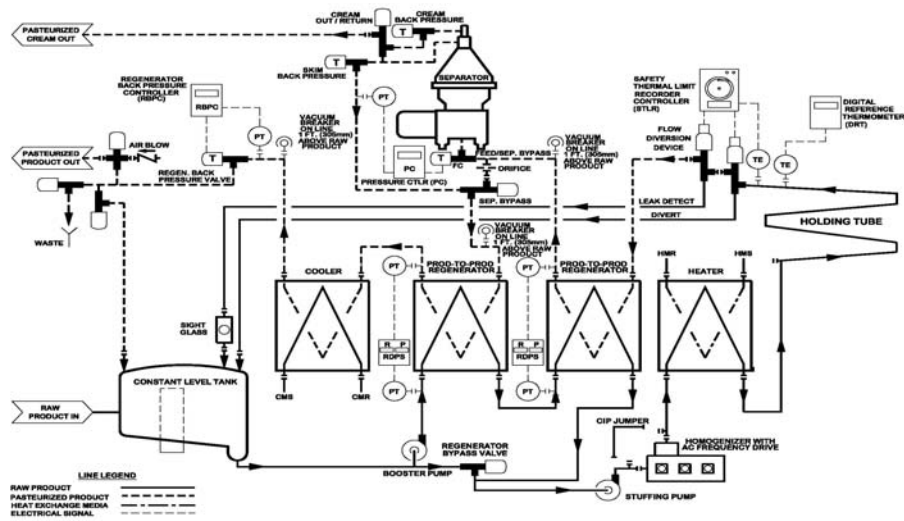 PASTEURIZED
CREAM OUT
CREAM
OUT / RETURN
CREAM
BACK PRESSURE
T
T
SKIM
BACK PRESSURE
SEPARATOR
REGENERATOR
BACK PRESSURE
CONTROLLER
(RBPC)
RBPC
PT
VACUUM
BREAKER
ON LINE
1 FT. (305mm)
ABOVE RAW
PRODUCT
PT
PC
PRESSURE CTLR (PC)
T
FC
FEED/SEP. BYPASS
ORIFICE
SEP. BYPASS
VACUUM
BREAKER
ON LINE
1 FT. (305mm)
ABOVE RAW
PRODUCT
VACUUM
BREAKER
ON LINE
1 FT. (305mm)
ABOVE RAW
PRODUCT
SAFETY
THERMAL LIMIT
RECORDER
CONTROLLER
(STLR)
FLOW
DIVERSION
DEVICE
TE
TE
DIGITAL
REFERENCE
THERMOMETER
(DRT)
PASTEURIZED
PRODUCT OUT
AIR BLOW
REGEN. BACK
PRESSURE VALVE
T
WASTE
LEAK DETECT
DIVERT
HOLDING TUBE
COOLER
PT
PROD-TO-PROD
REGENERATOR
PT
PROD-TO-PROD
REGENERATOR
HMR
HEATER
HMS
SIGHT
GLASS
R P
RDPS
R P
RDPS
PT
PT
CONSTANT LEVEL TANK
CMS
CMR
RAW
PRODUCT IN
CIP JUMPER
BOOSTER PUMP
REGENERATOR
BYPASS VALVE
HOMOGENIZER WITH
AC FREQUENCY DRIVE
STUFFING PUMP
LINE LEGEND
RAW PRODUCT
PASTEURIZED PRODUCT
HEAT EXCHANGE MEDIA
ELECTRICAL SIGNAL